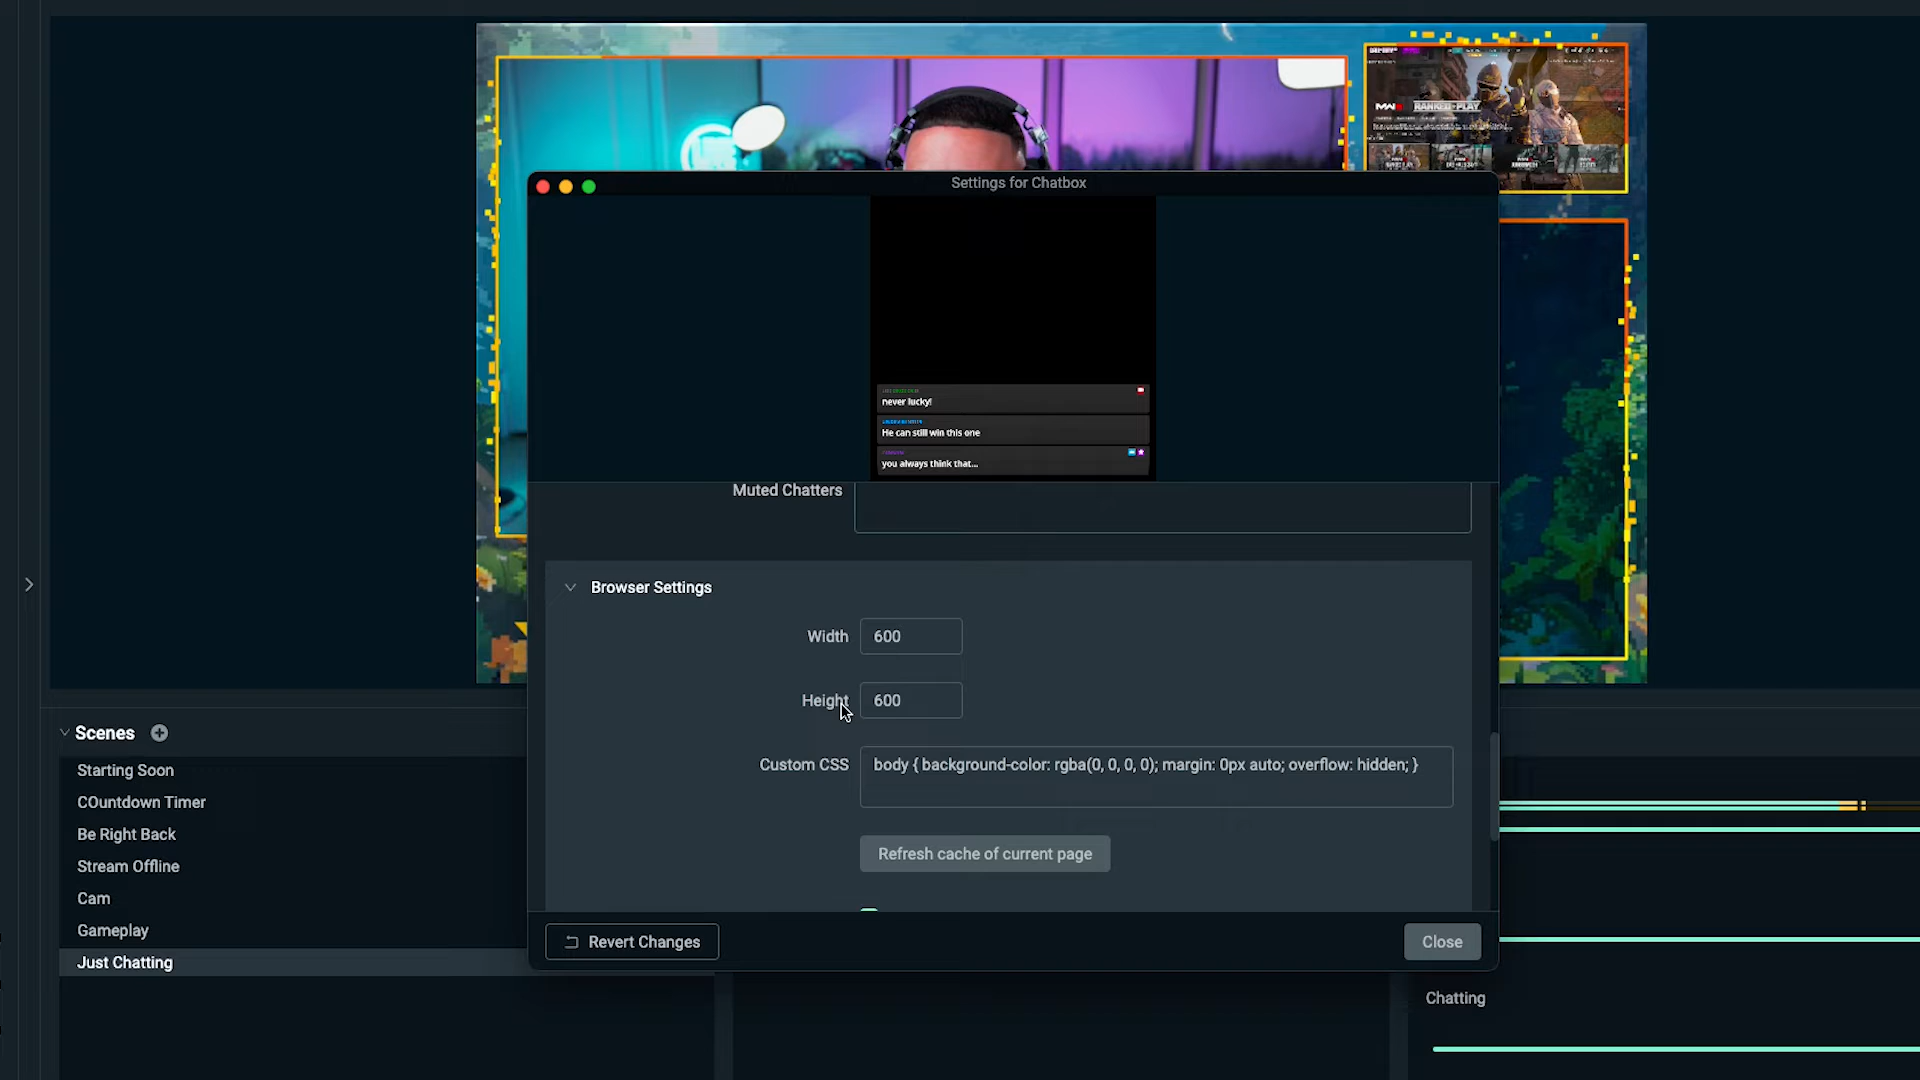 RANKED PLAY
Settings for Chatbox
never lucky!
He can still win this one
you always think that...
Muted Chatters
Browser Settings
Width 600
Height 600
Custom CSS body { background-color: rgba(0, 0, 0, 0); margin: 0px auto; overflow: hidden; }
Refresh cache of current page
Revert Changes
Close
Scenes
Starting Soon
COuntdown Timer
Be Right Back
Stream Offline
Cam
Gameplay
Just Chatting
Chatting